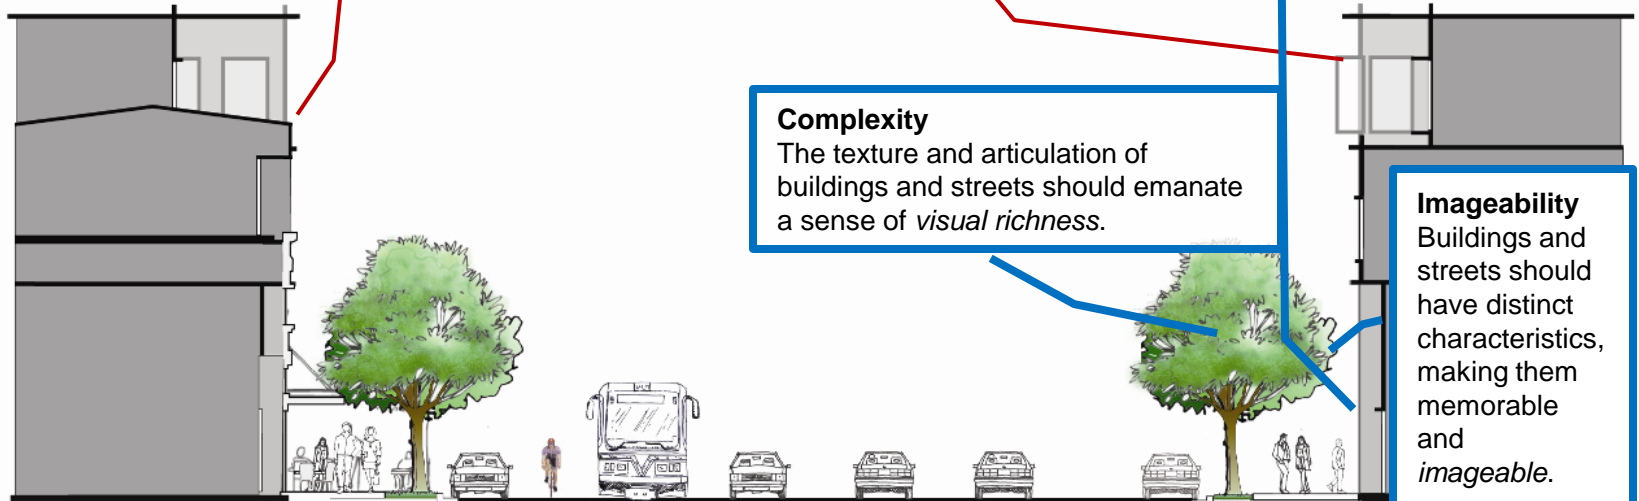 Complexity
The texture and articulation of
buildings and streets should emanate
a sense of visual richness.
Imageability
Buildings and
streets should
have distinct
characteristics,
making them
memorable
and
imageable.